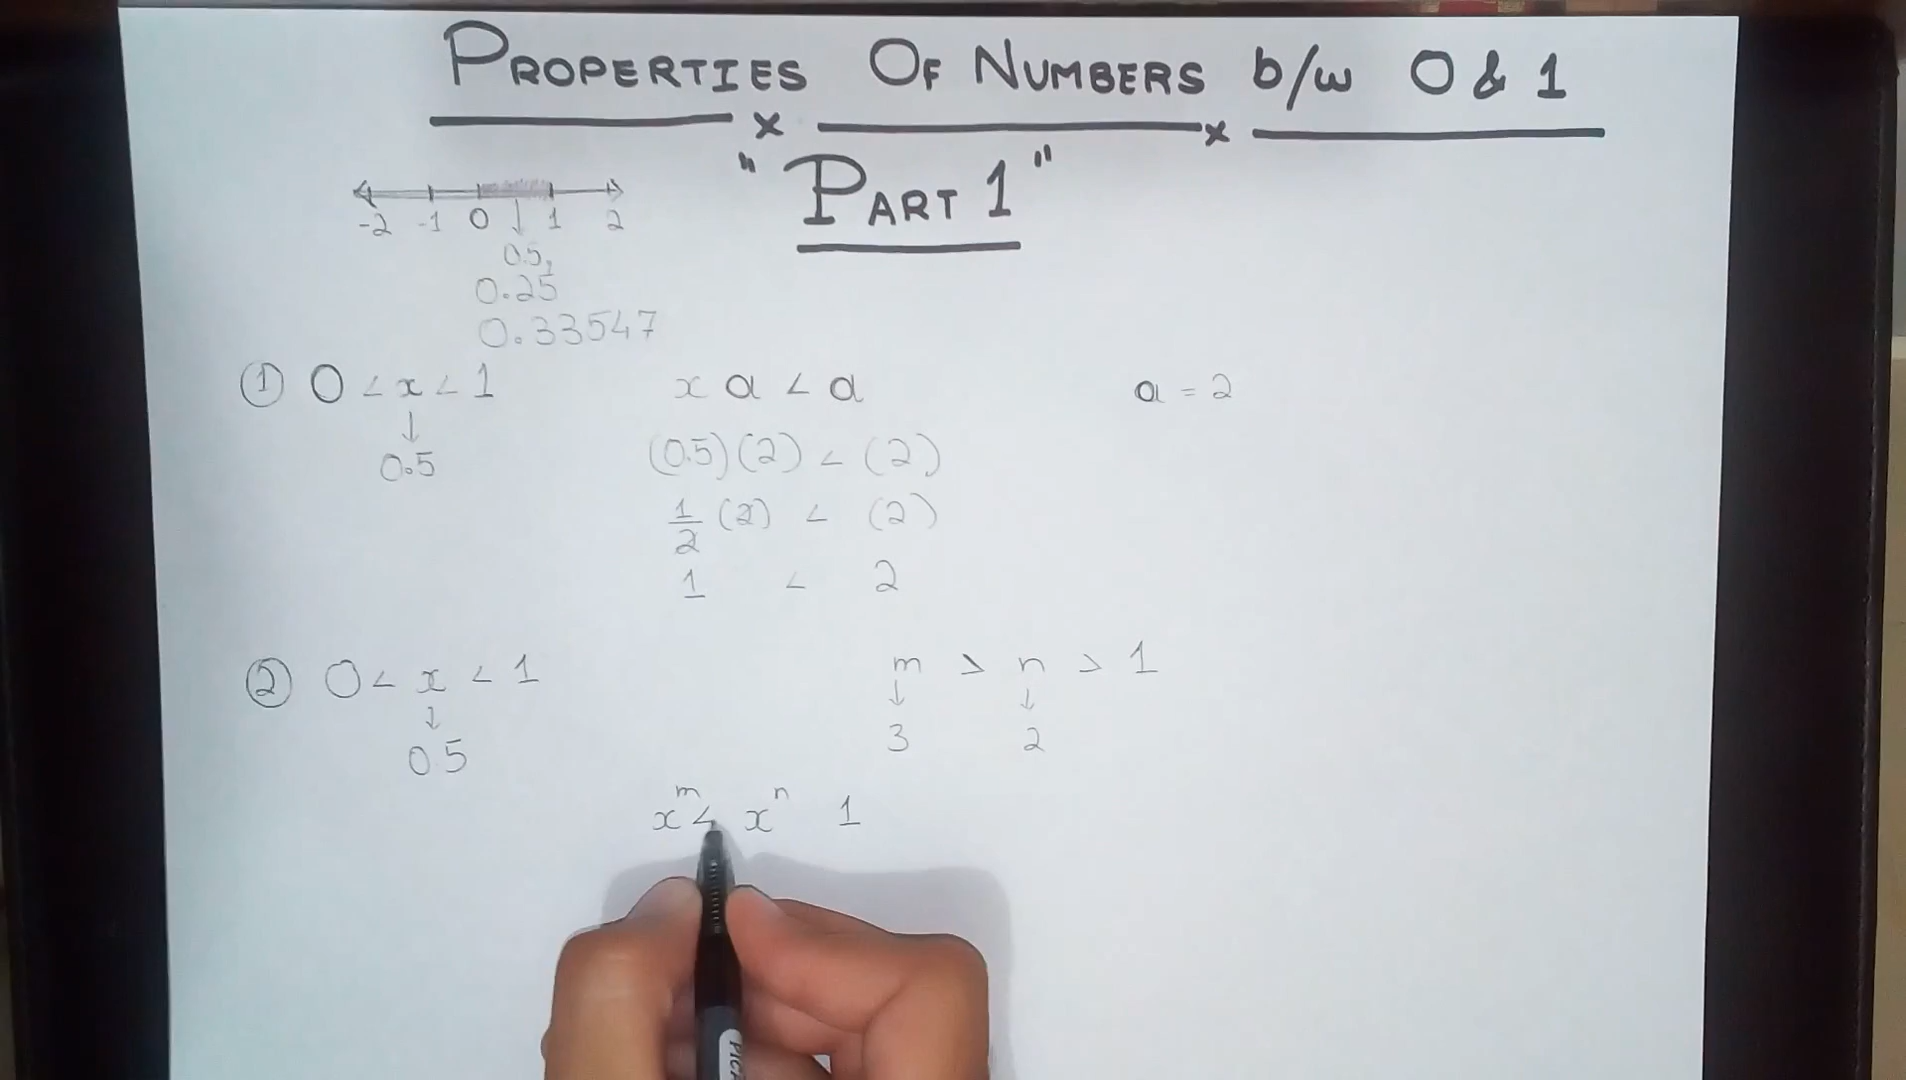 PROPERTIES OF NUMBERS b/w 0 & 1
"PART 1"
-2 -1 0 ↓ 1 2
0.5,
0.25
0.33547
① 0 < x < 1 x a < a a = 2
↓
0.5 (0.5)(2) < (2)
1/2 (2) < (2)
1 < 2
② 0 < x < 1 m > n > 1
↓ ↓ ↓
0.5 3 2
x^m < x^n 1